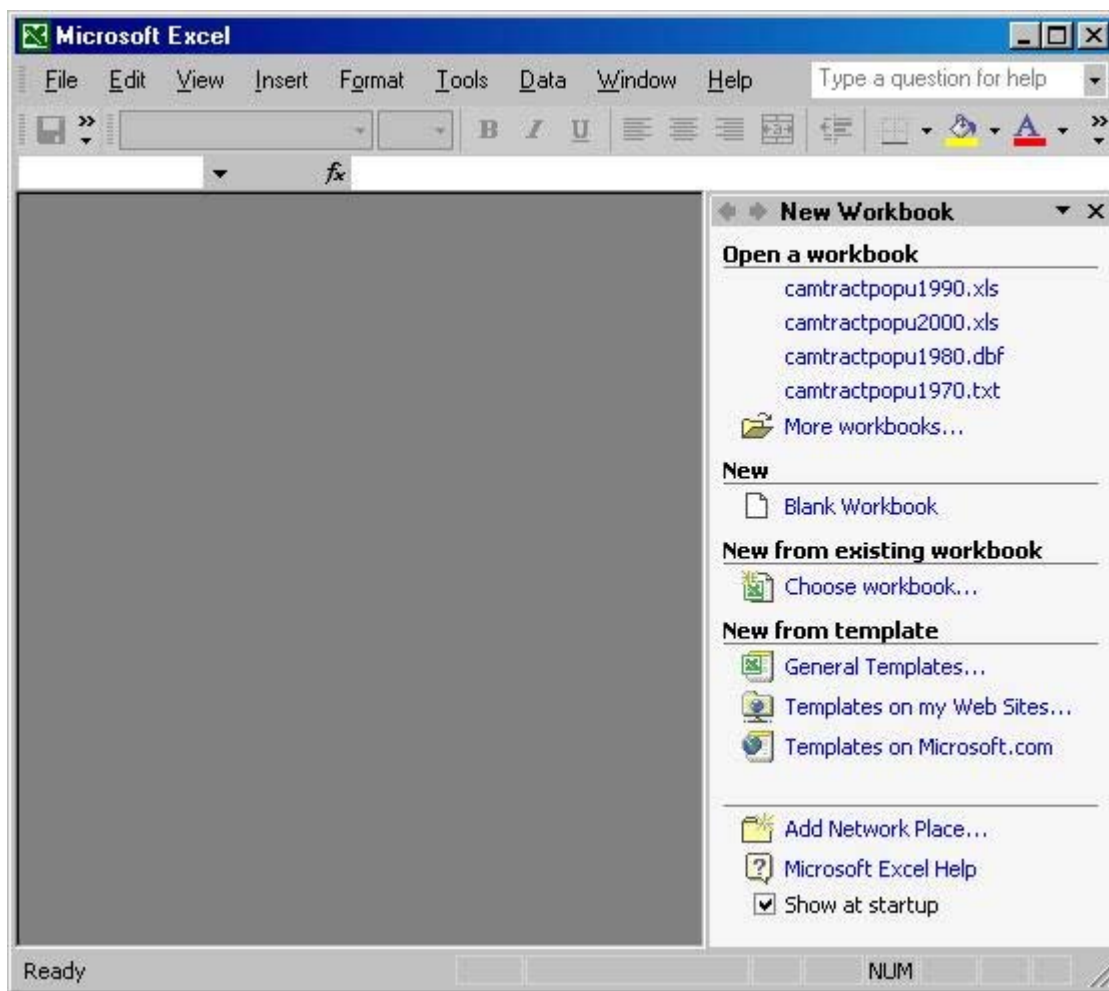 Microsoft Excel
File Edit View Insert Format Tools Data Window Help Type a question for help
B I U a A
fx
New Workbook
Open a workbook
camtractpopu1990.xls
camtractpopu2000.xls
camtractpopu1980.dbf
camtractpopu1970.txt
More workbooks...
New
Blank Workbook
New from existing workbook
Choose workbook...
New from template
General Templates...
Templates on my Web Sites...
Templates on Microsoft.com
Add Network Place...
Microsoft Excel Help
Show at startup
Ready NUM